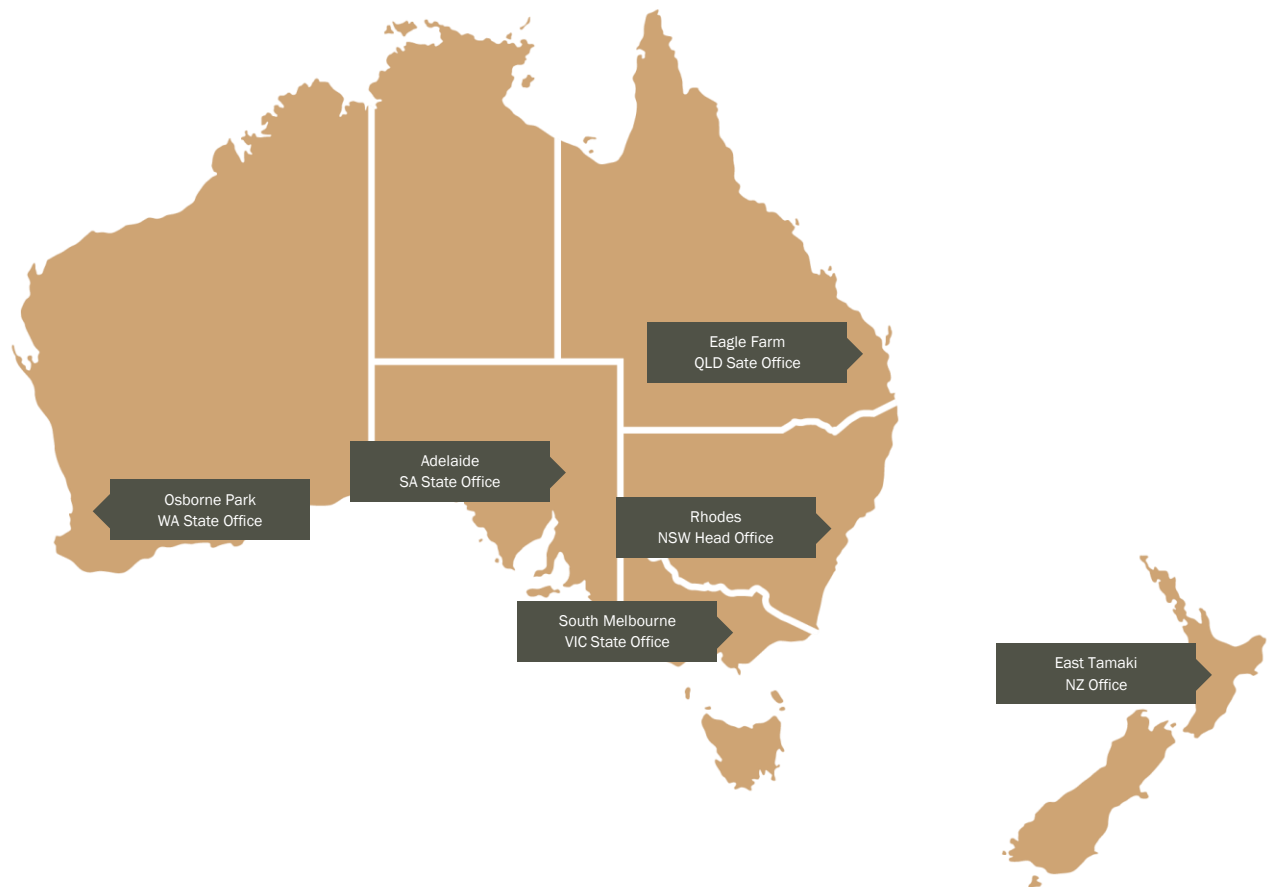 Eagle Farm
QLD Sate Office
Adelaide
SA State Office
Osborne Park
WA State Office
Rhodes
NSW Head Office
South Melbourne
VIC State Office
East Tamaki
NZ Office